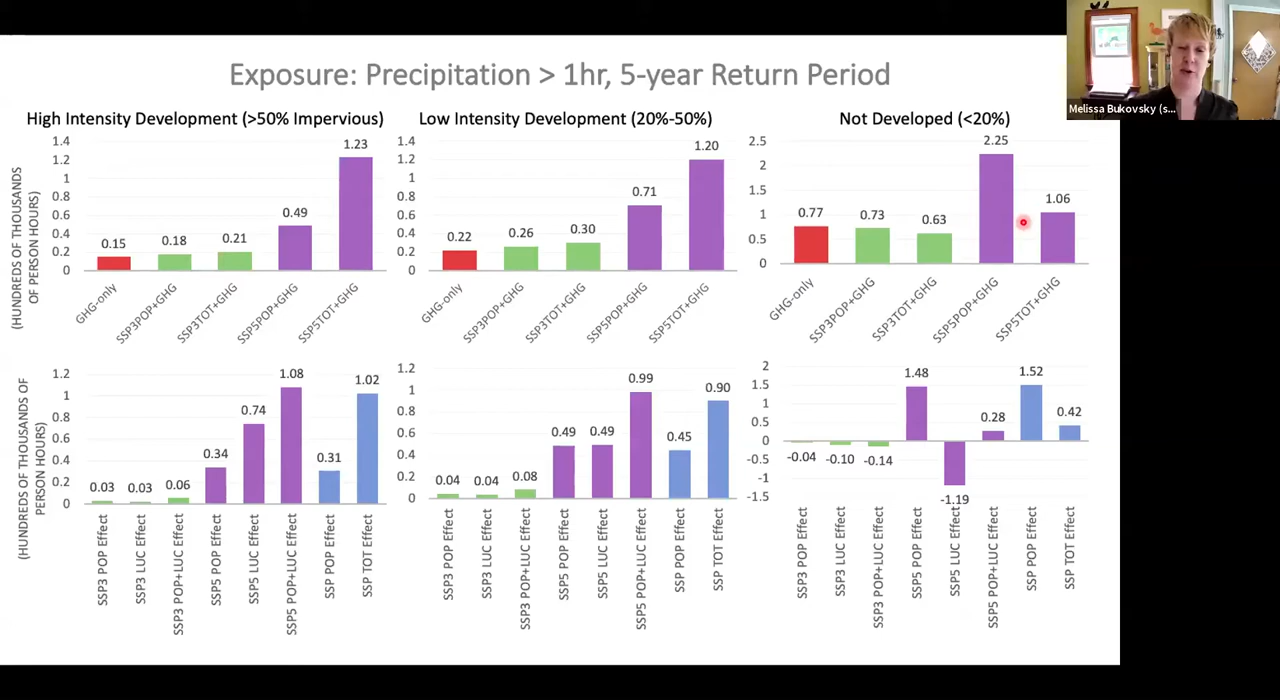 Exposure: Precipitation > 1hr, 5-year Return Period
Melissa Bukovsky (s...
High Intensity Development (>50% Impervious)
(HUNDREDS OF THOUSANDS
OF PERSON HOURS)
1.4
1.2
1
0.8
0.6
0.4
0.2
0
0.15
0.18
0.21
0.49
1.23
GHG-only
SSP3POP+GHG
SSP3TOT+GHG
SSP5POP+GHG
SSP5TOT+GHG
Low Intensity Development (20%-50%)
1.4
1.2
1
0.8
0.6
0.4
0.2
0
0.22
0.26
0.30
0.71
1.20
GHG-only
SSP3POP+GHG
SSP3TOT+GHG
SSP5POP+GHG
SSP5TOT+GHG
Not Developed (<20%)
2.5
2
1.5
1
0.5
0
0.77
0.73
0.63
2.25
1.06
GHG-only
SSP3POP+GHG
SSP3TOT+GHG
SSP5POP+GHG
SSP5TOT+GHG
(HUNDREDS OF THOUSANDS OF
PERSON HOURS)
1.2
1
0.8
0.6
0.4
0.2
0
0.03
0.03
0.06
0.34
0.74
1.08
0.31
1.02
SSP3 POP Effect
SSP3 LUC Effect
SSP3 POP+LUC Effect
SSP5 POP Effect
SSP5 LUC Effect
SSP5 POP+LUC Effect
SSP POP Effect
SSP TOT Effect
1.2
1
0.8
0.6
0.4
0.2
0
0.04
0.04
0.08
0.49
0.49
0.99
0.45
0.90
SSP3 POP Effect
SSP3 LUC Effect
SSP3 POP+LUC Effect
SSP5 POP Effect
SSP5 LUC Effect
SSP5 POP+LUC Effect
SSP POP Effect
SSP TOT Effect
2
1.5
1
0.5
0
-0.5
-1
-1.5
-0.04
-0.10
-0.14
1.48
-1.19
0.28
1.52
0.42
SSP3 POP Effect
SSP3 LUC Effect
SSP3 POP+LUC Effect
SSP5 POP Effect
SSP5 LUC Effect
SSP5 POP+LUC Effect
SSP POP Effect
SSP TOT Effect